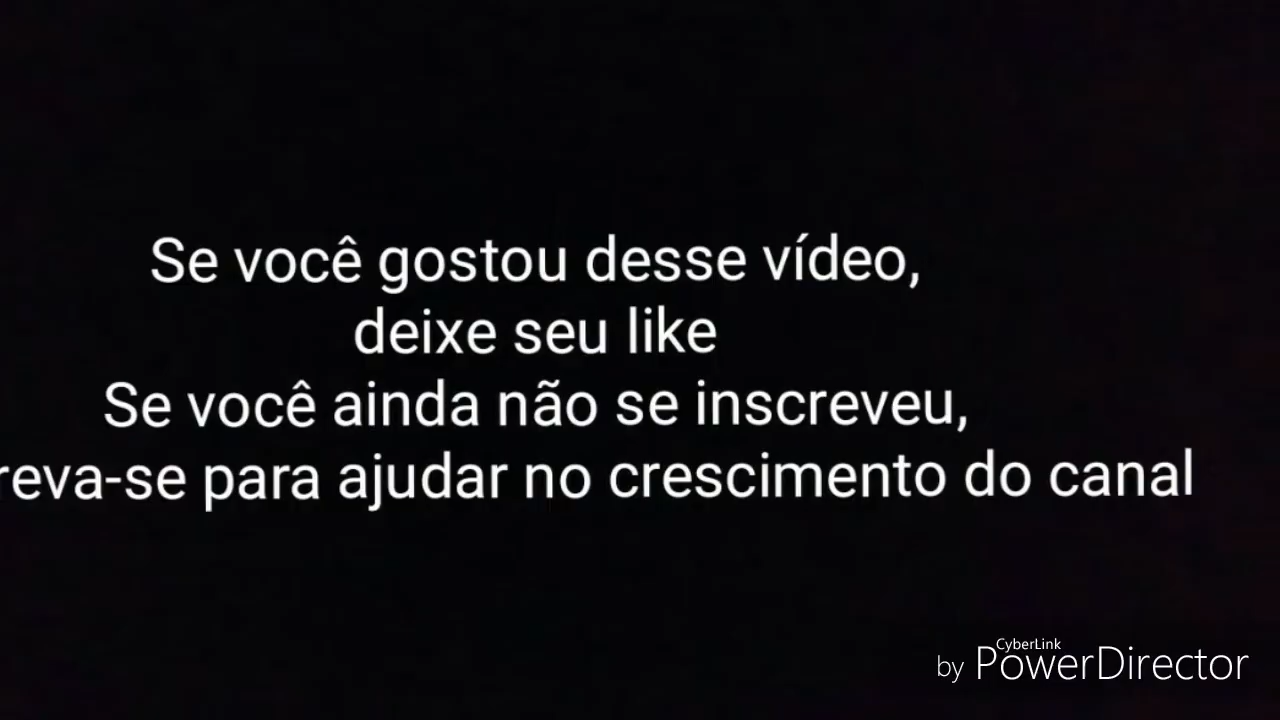 Se você gostou desse vídeo,
deixe seu like
Se você ainda não se inscreveu,
reva-se para ajudar no crescimento do canal
CyberLink
by PowerDirector